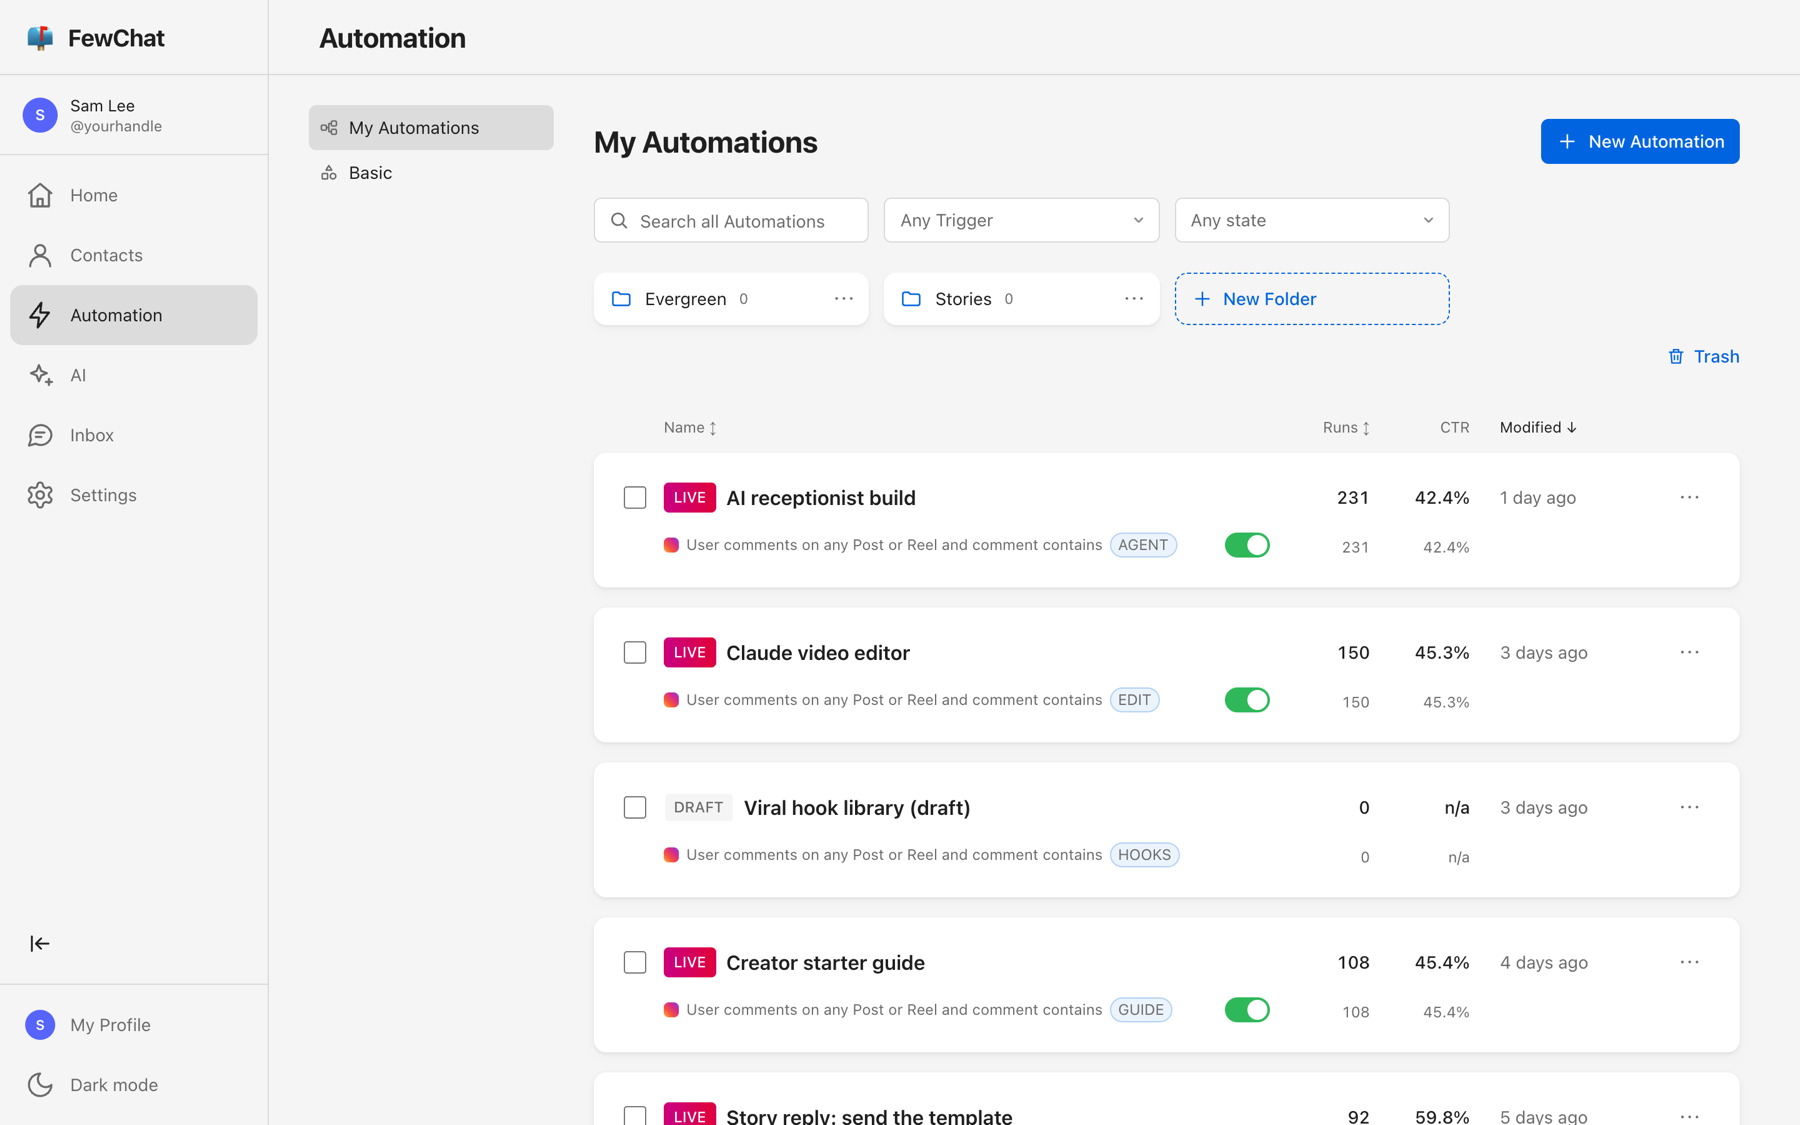 FewChat
Automation
S
Sam Lee
@yourhandle
Home
Contacts
Automation
AI
Inbox
Settings
S
My Profile
Dark mode
My Automations
Basic
My Automations
+ New Automation
Search all Automations
Any Trigger
Any state
Evergreen 0 ...
Stories 0 ...
+ New Folder
Trash
Name ↕ Runs ↕ CTR Modified ↓
LIVE AI receptionist build 231 42.4% 1 day ago ...
User comments on any Post or Reel and comment contains AGENT 231 42.4%
LIVE Claude video editor 150 45.3% 3 days ago ...
User comments on any Post or Reel and comment contains EDIT 150 45.3%
DRAFT Viral hook library (draft) 0 n/a 3 days ago ...
User comments on any Post or Reel and comment contains HOOKS 0 n/a
LIVE Creator starter guide 108 45.4% 4 days ago ...
User comments on any Post or Reel and comment contains GUIDE 108 45.4%
LIVE Story reply: send the template 92 59.8% 5 days ago ...